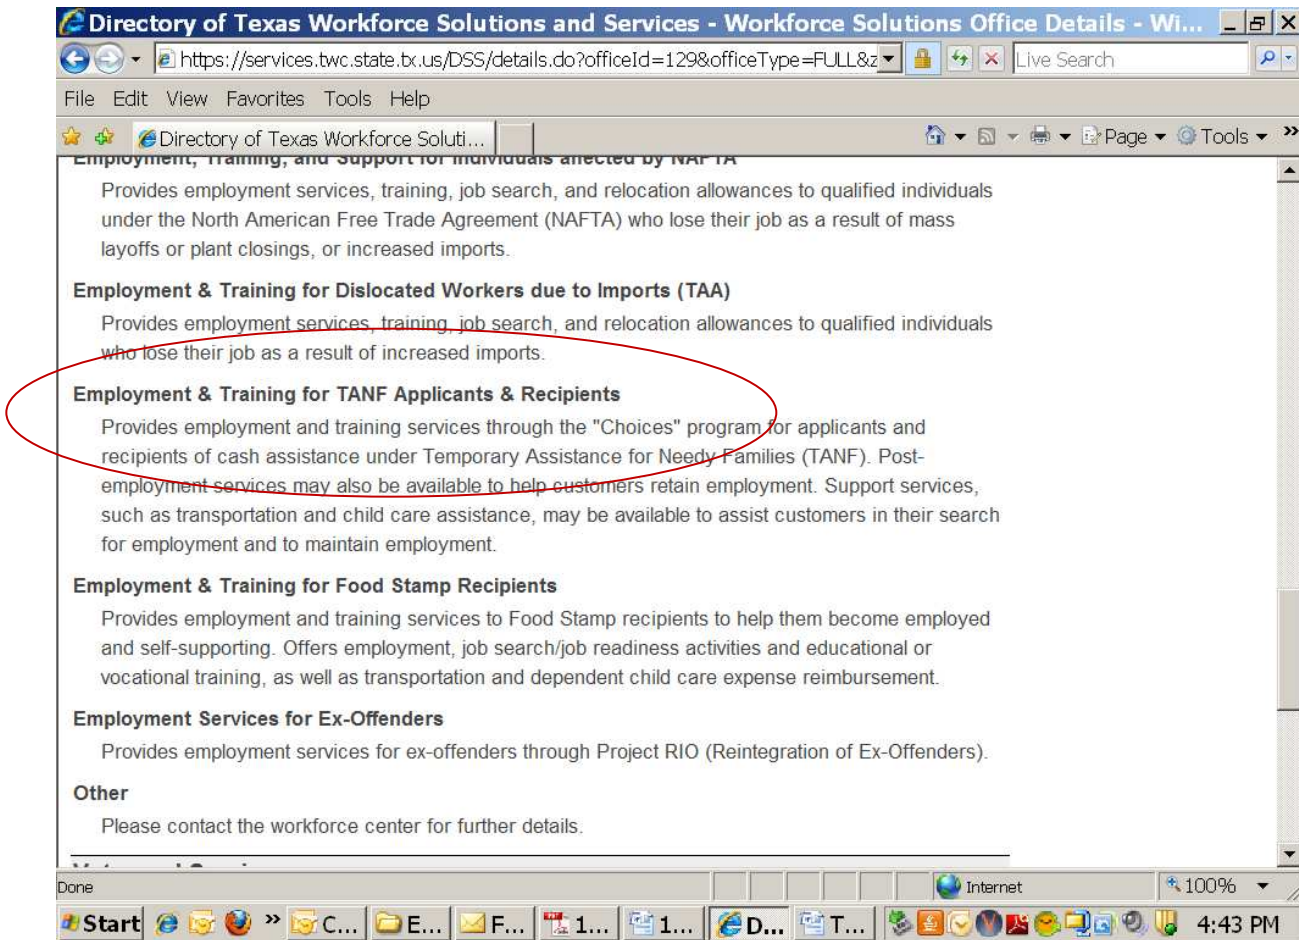 Directory of Texas Workforce Solutions and Services - Workforce Solutions Office Details - Wi...
https://services.twc.state.tx.us/DSS/details.do?officeId=129&officeType=FULL&z
Live Search
File Edit View Favorites Tools Help
Directory of Texas Workforce Soluti...
Page Tools »
Employment, Training, and Support for Individuals affected by NAFTA
Provides employment services, training, job search, and relocation allowances to qualified individuals
under the North American Free Trade Agreement (NAFTA) who lose their job as a result of mass
layoffs or plant closings, or increased imports.
Employment & Training for Dislocated Workers due to Imports (TAA)
Provides employment services, training, job search, and relocation allowances to qualified individuals
who lose their job as a result of increased imports.
Employment & Training for TANF Applicants & Recipients
Provides employment and training services through the "Choices" program for applicants and
recipients of cash assistance under Temporary Assistance for Needy Families (TANF). Post-
employment services may also be available to help customers retain employment. Support services,
such as transportation and child care assistance, may be available to assist customers in their search
for employment and to maintain employment.
Employment & Training for Food Stamp Recipients
Provides employment and training services to Food Stamp recipients to help them become employed
and self-supporting. Offers employment, job search/job readiness activities and educational or
vocational training, as well as transportation and dependent child care expense reimbursement.
Employment Services for Ex-Offenders
Provides employment services for ex-offenders through Project RIO (Reintegration of Ex-Offenders).
Other
Please contact the workforce center for further details.
Done
Internet
100%
Start » C... E... F... 1... 1... D... T... 4:43 PM